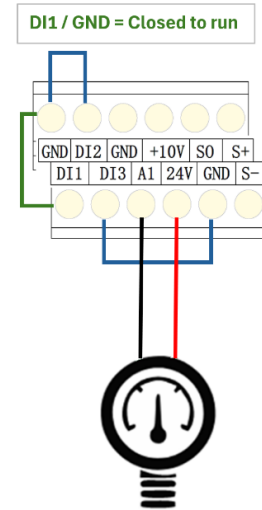 DI1 / GND = Closed to run
GND DI2 GND +10V SO S+
DI1 DI3 A1 24V GND S-